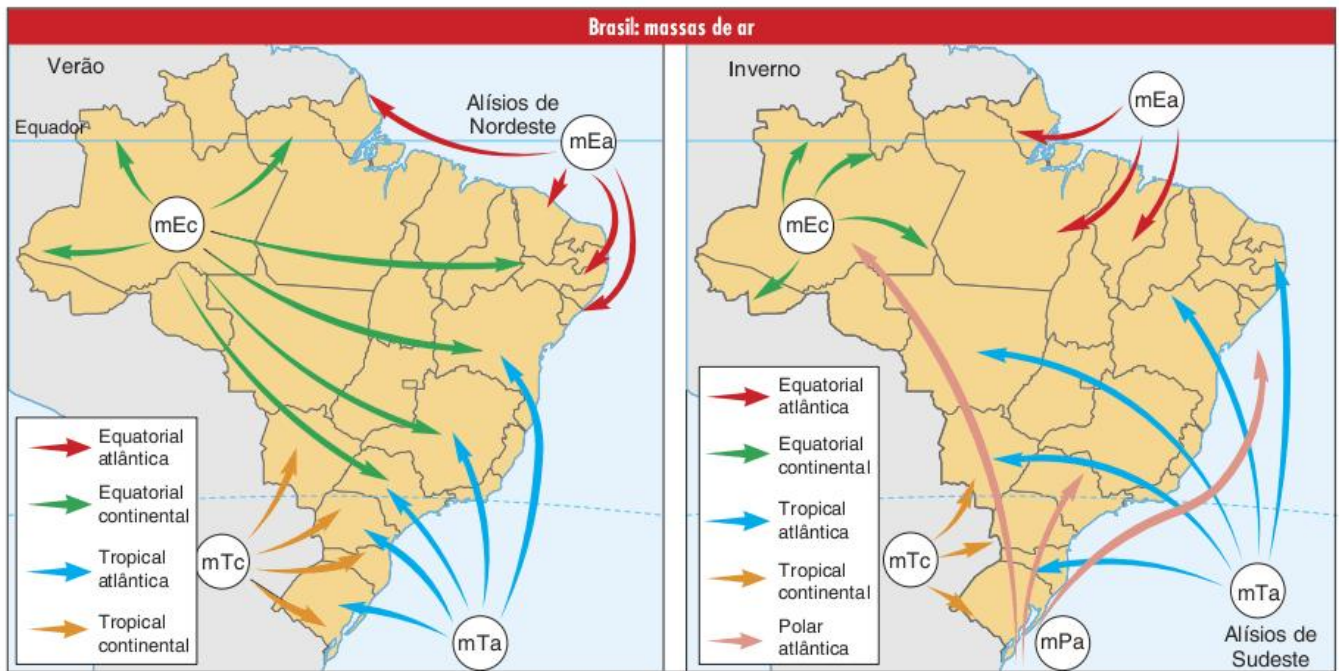 Brasil: massas de ar
Verão
Equador
Alísios de
Nordeste
mEa
mEc
mTc
mTa
Equatorial
atlântica
Equatorial
continental
Tropical
atlântica
Tropical
continental
Inverno
mEa
mEc
mTc
mPa
mTa
Alísios de
Sudeste
Equatorial
atlântica
Equatorial
continental
Tropical
atlântica
Tropical
continental
Polar
atlântica